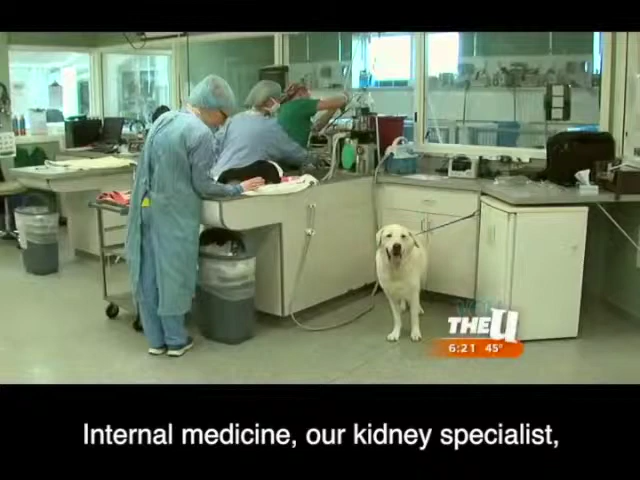 THE U
6:21 45°
Internal medicine, our kidney specialist,